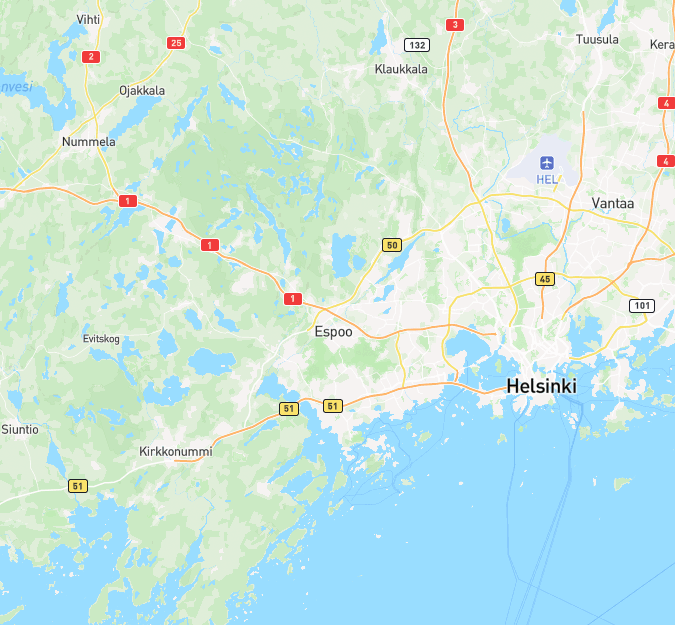 Vihti
3
132
25
Tuusula
Kera
2
Klaukkala
nvesi
Ojakkala
4
Nummela
HEL
4
1
Vantaa
1
50
45
1
101
Espoo
Evitskog
Helsinki
51
51
Siuntio
Kirkkonummi
51